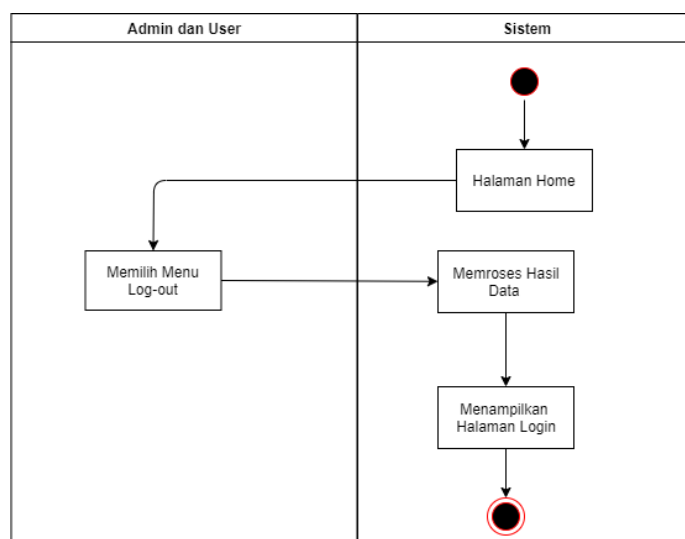 Admin dan User
Sistem
Halaman Home
Memilih Menu
Log-out
Memroses Hasil
Data
Menampilkan
Halaman Login